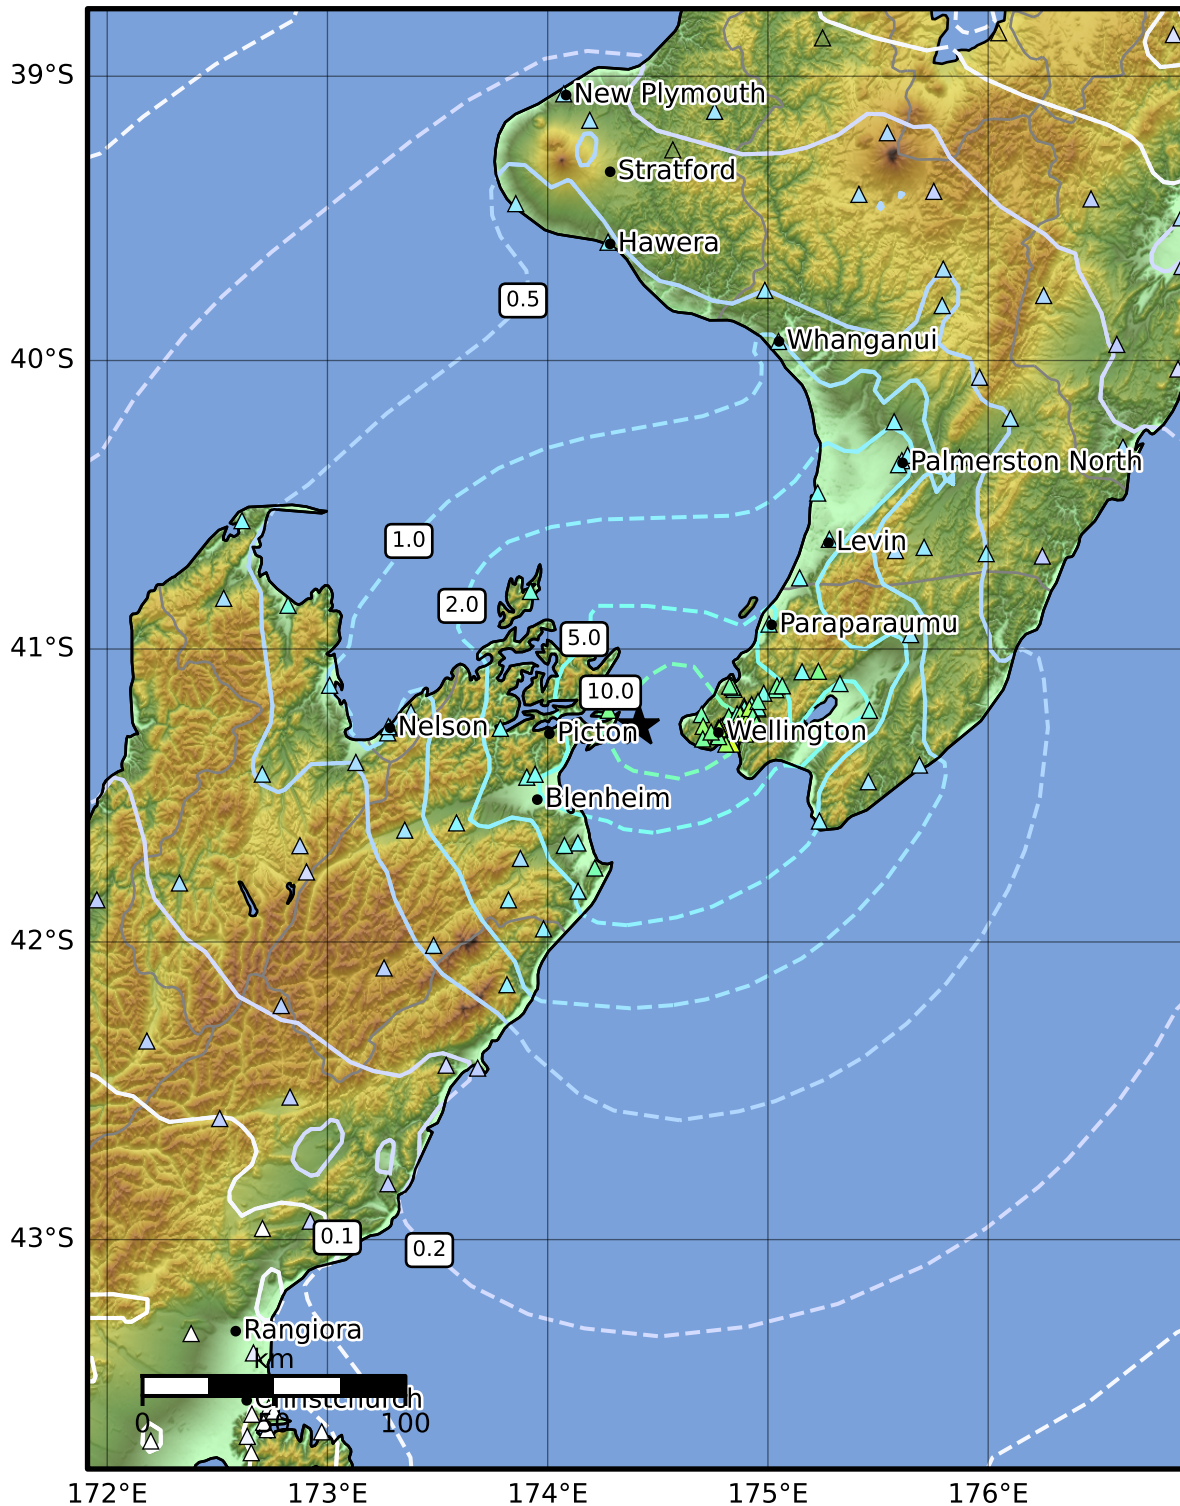 39°S
New Plymouth
Stratford
Hawera
0.5
Whanganui
40°S
Palmerston North
1.0
Levin
2.0
Paraparaumu
5.0
41°S
10.0
Nelson
Picton
Wellington
Blenheim
42°S
43°S
0.1
0.2
Rangiora
km
Christchurch
0
50
100
172°E
173°E
174°E
175°E
176°E